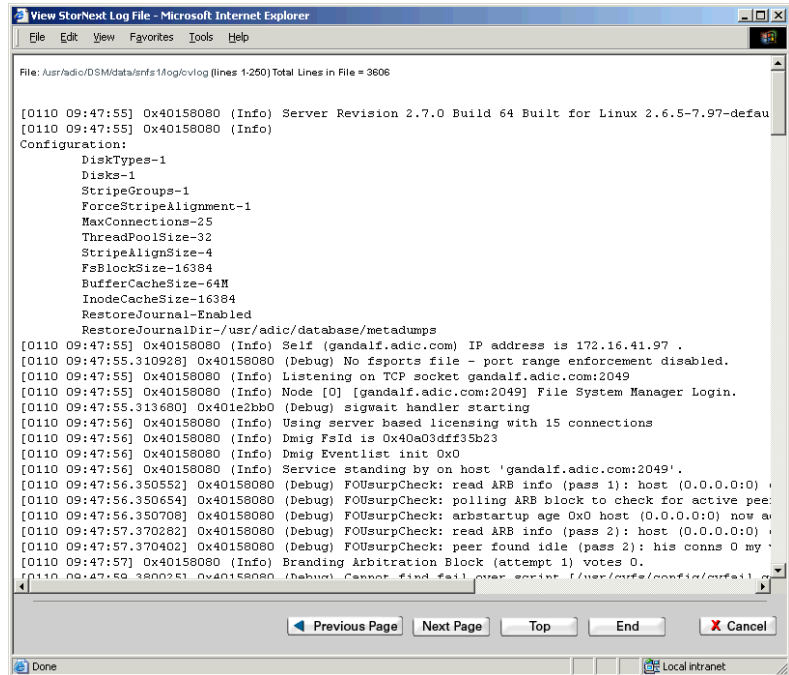 View StorNext Log File - Microsoft Internet Explorer
File Edit View Favorites Tools Help
File: /usr/adic/DSM/data/snfs1/log/cvlog (lines 1-250) Total Lines in File = 3606
[0110 09:47:55] 0x40158080 (Info) Server Revision 2.7.0 Build 64 Built for Linux 2.6.5-7.97-defau
[0110 09:47:55] 0x40158080 (Info)
Configuration:
DiskTypes-1
Disks-1
StripeGroups-1
ForceStripeAlignment-1
MaxConnections-25
ThreadPoolSize-32
StripeAlignSize-4
FsBlockSize-16384
BufferCacheSize-64M
InodeCacheSize-16384
RestoreJournal-Enabled
RestoreJournalDir-/usr/adic/database/metadumps
[0110 09:47:55] 0x40158080 (Info) Self (gandalf.adic.com) IP address is 172.16.41.97 .
[0110 09:47:55.310928] 0x40158080 (Debug) No fsports file - port range enforcement disabled.
[0110 09:47:55] 0x40158080 (Info) Listening on TCP socket gandalf.adic.com:2049
[0110 09:47:55] 0x40158080 (Info) Node [0] [gandalf.adic.com:2049] File System Manager Login.
[0110 09:47:55.313680] 0x401e2bb0 (Debug) sigwait handler starting
[0110 09:47:56] 0x40158080 (Info) Using server based licensing with 15 connections
[0110 09:47:56] 0x40158080 (Info) Dmig FsId is 0x40a03dff35b23
[0110 09:47:56] 0x40158080 (Info) Dmig Eventlist init 0x0
[0110 09:47:56] 0x40158080 (Info) Service standing by on host 'gandalf.adic.com:2049'.
[0110 09:47:56.350552] 0x40158080 (Debug) FOUsurpCheck: read ARB info (pass 1): host (0.0.0.0:0)
[0110 09:47:56.350654] 0x40158080 (Debug) FOUsurpCheck: polling ARB block to check for active pee
[0110 09:47:56.350708] 0x40158080 (Debug) FOUsurpCheck: arbstartup age 0x0 host (0.0.0.0:0) now a
[0110 09:47:57.370282] 0x40158080 (Debug) FOUsurpCheck: read ARB info (pass 2): host (0.0.0.0:0)
[0110 09:47:57.370402] 0x40158080 (Debug) FOUsurpCheck: peer found idle (pass 2): his conns 0 my
[0110 09:47:57] 0x40158080 (Info) Branding Arbitration Block (attempt 1) votes 0.
[0110 09:47:59.380025] 0x40158080 (Debug) Cannot find fail over script [/usr/cvfs/config/cvfail.g
Previous Page Next Page Top End X Cancel
Done Local intranet